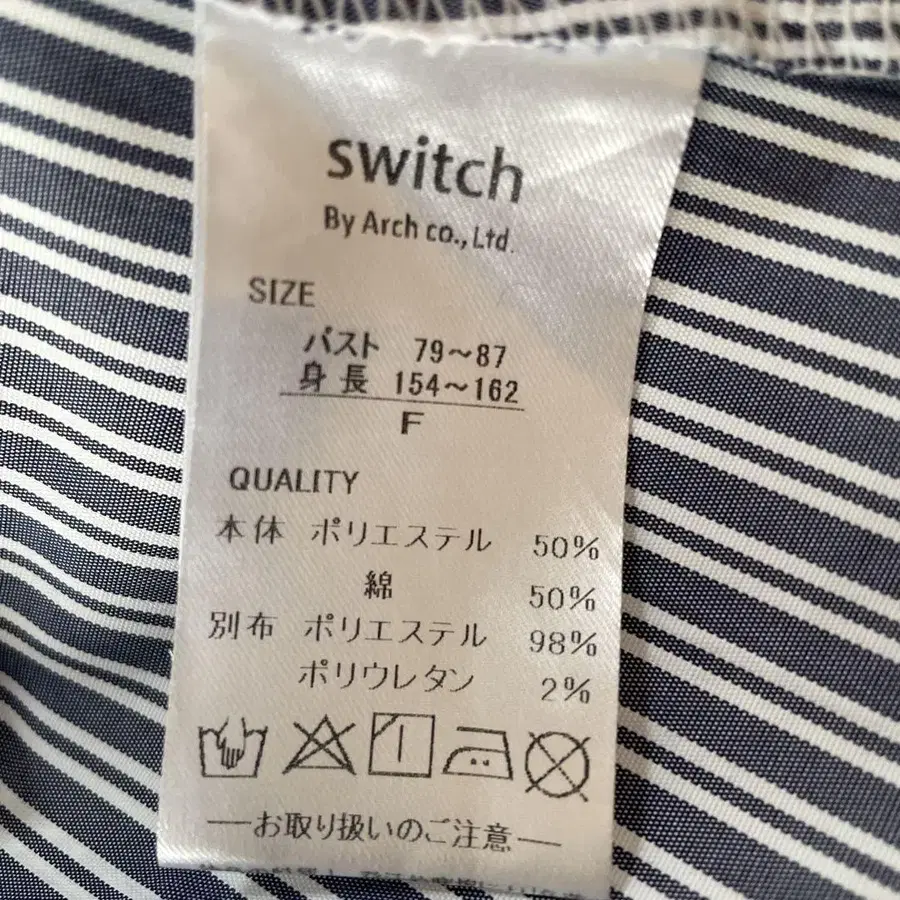 switch
By Arch co., Ltd.
SIZE
バスト 79～87
身長 154～162
F
QUALITY
本体 ポリエステル 50%
綿 50%
別布 ポリエステル 98%
ポリウレタン 2%
―お取り扱いのご注意―